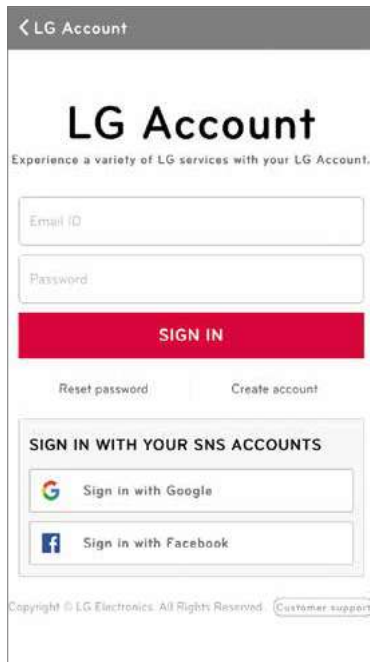 LG Account
LG Account
Experience a variety of LG services with your LG Account.
Email ID
Password
SIGN IN
Reset password
Create account
SIGN IN WITH YOUR SNS ACCOUNTS
Sign in with Google
Sign in with Facebook
Copyright © LG Electronics. All Rights Reserved. Customer support